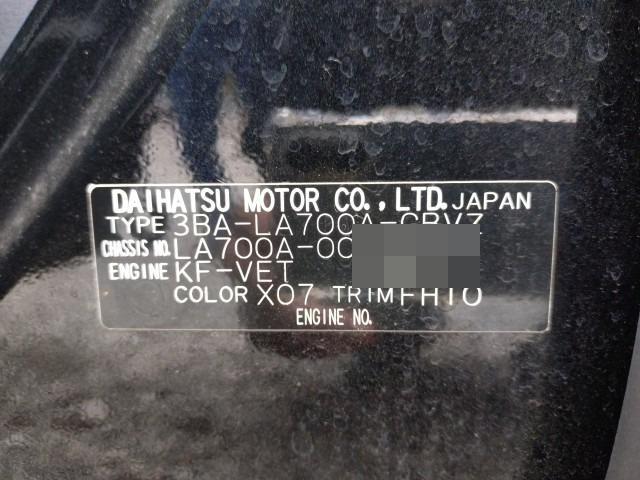 DAIHATSU MOTOR CO., LTD. JAPAN
TYPE 3BA-LA700A-GBVZ
CHASSIS NO. LA700A-00
ENGINE KF-VET
COLOR X07 TRIM FH10
ENGINE NO.